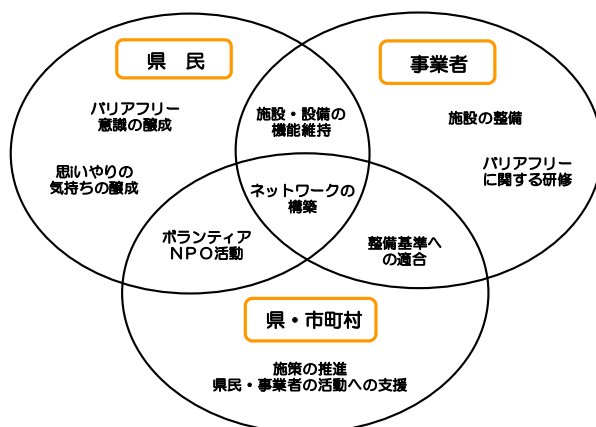 県　民
事業者
バリアフリー
意識の醸成
施設・設備の
機能維持
施設の整備
思いやりの
気持ちの醸成
バリアフリー
に関する研修
ネットワークの
構築
ボランティア
ＮＰＯ活動
整備基準へ
の適合
県・市町村
施策の推進
県民・事業者の活動への支援